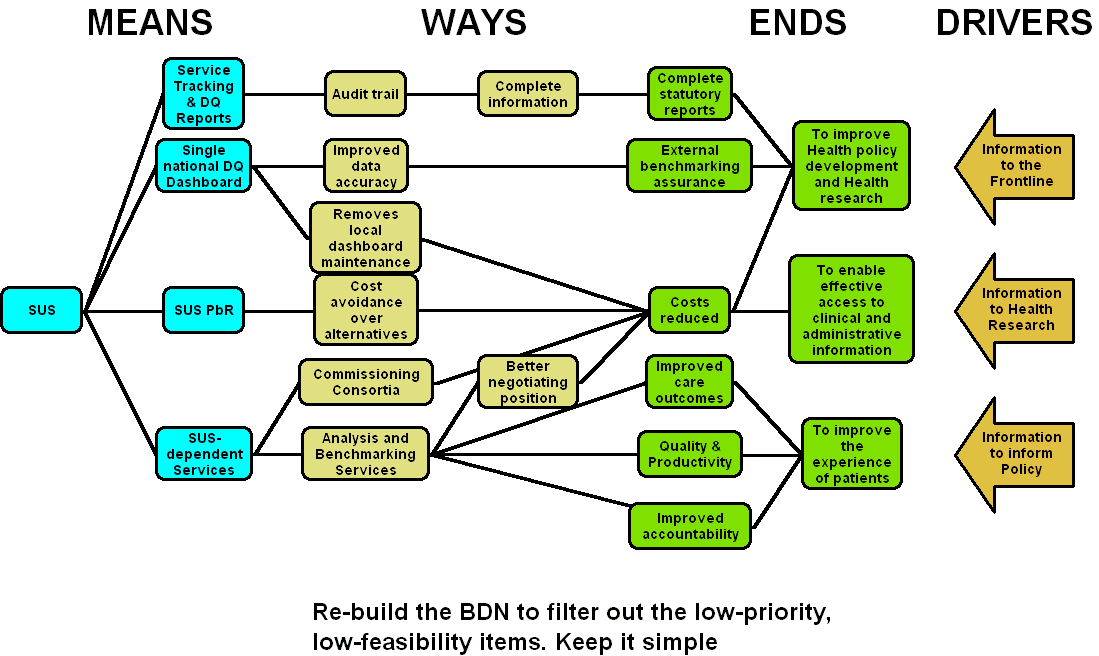 MEANS
WAYS
ENDS
DRIVERS
Service
Tracking
& DQ
Reports
Audit trail
Complete
information
Complete
statutory
reports
Single
national DQ
Dashboard
Improved
data
accuracy
External
benchmarking
assurance
To improve
Health policy
development
and Health
research
Information
to the
Frontline
Removes
local
dashboard
maintenance
SUS
SUS PbR
Cost
avoidance
over
alternatives
Costs
reduced
To enable
effective
access to
clinical and
administrative
information
Information
to Health
Research
Commissioning
Consortia
Better
negotiating
position
Improved
care
outcomes
SUS-
dependent
Services
Analysis and
Benchmarking
Services
Quality &
Productivity
To improve
the
experience
of patients
Information
to inform
Policy
Improved
accountability
Re-build the BDN to filter out the low-priority,
low-feasibility items. Keep it simple